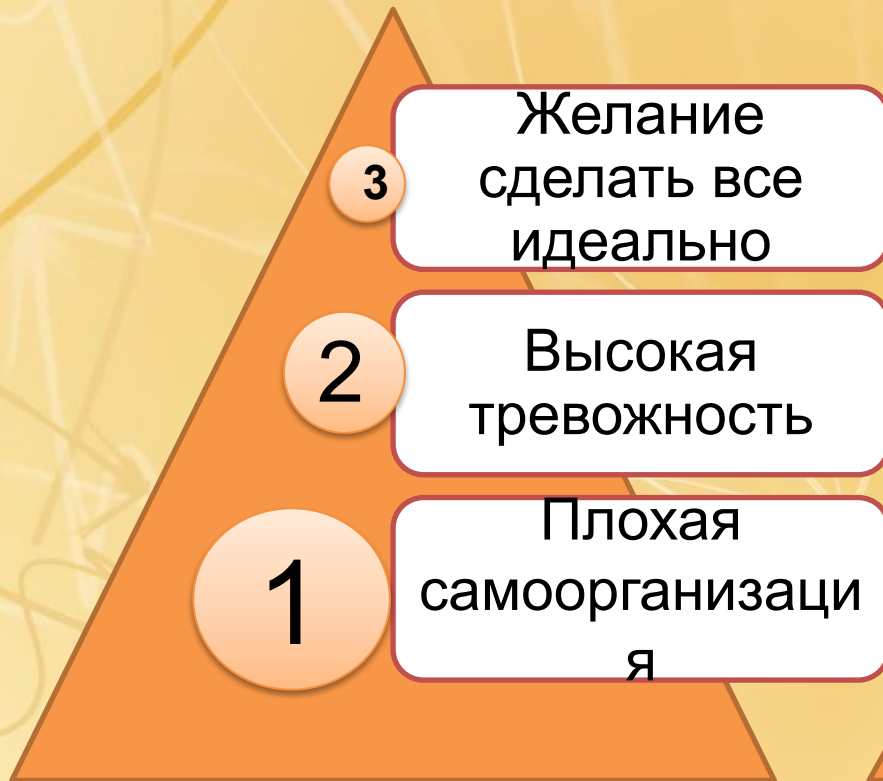 3
Желание
сделать все
идеально
2
Высокая
тревожность
1
Плохая
самоорганизаци
я